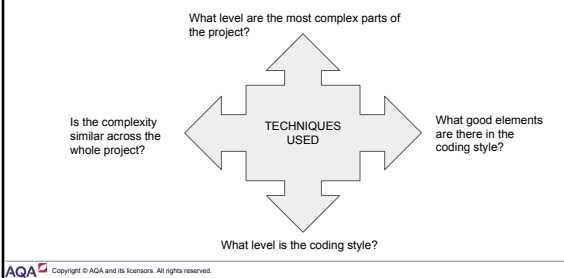 What level are the most complex parts of
the project?
Is the complexity
similar across the
whole project?
TECHNIQUES
USED
What good elements
are there in the
coding style?
What level is the coding style?
AQA Copyright © AQA and its licensors. All rights reserved.